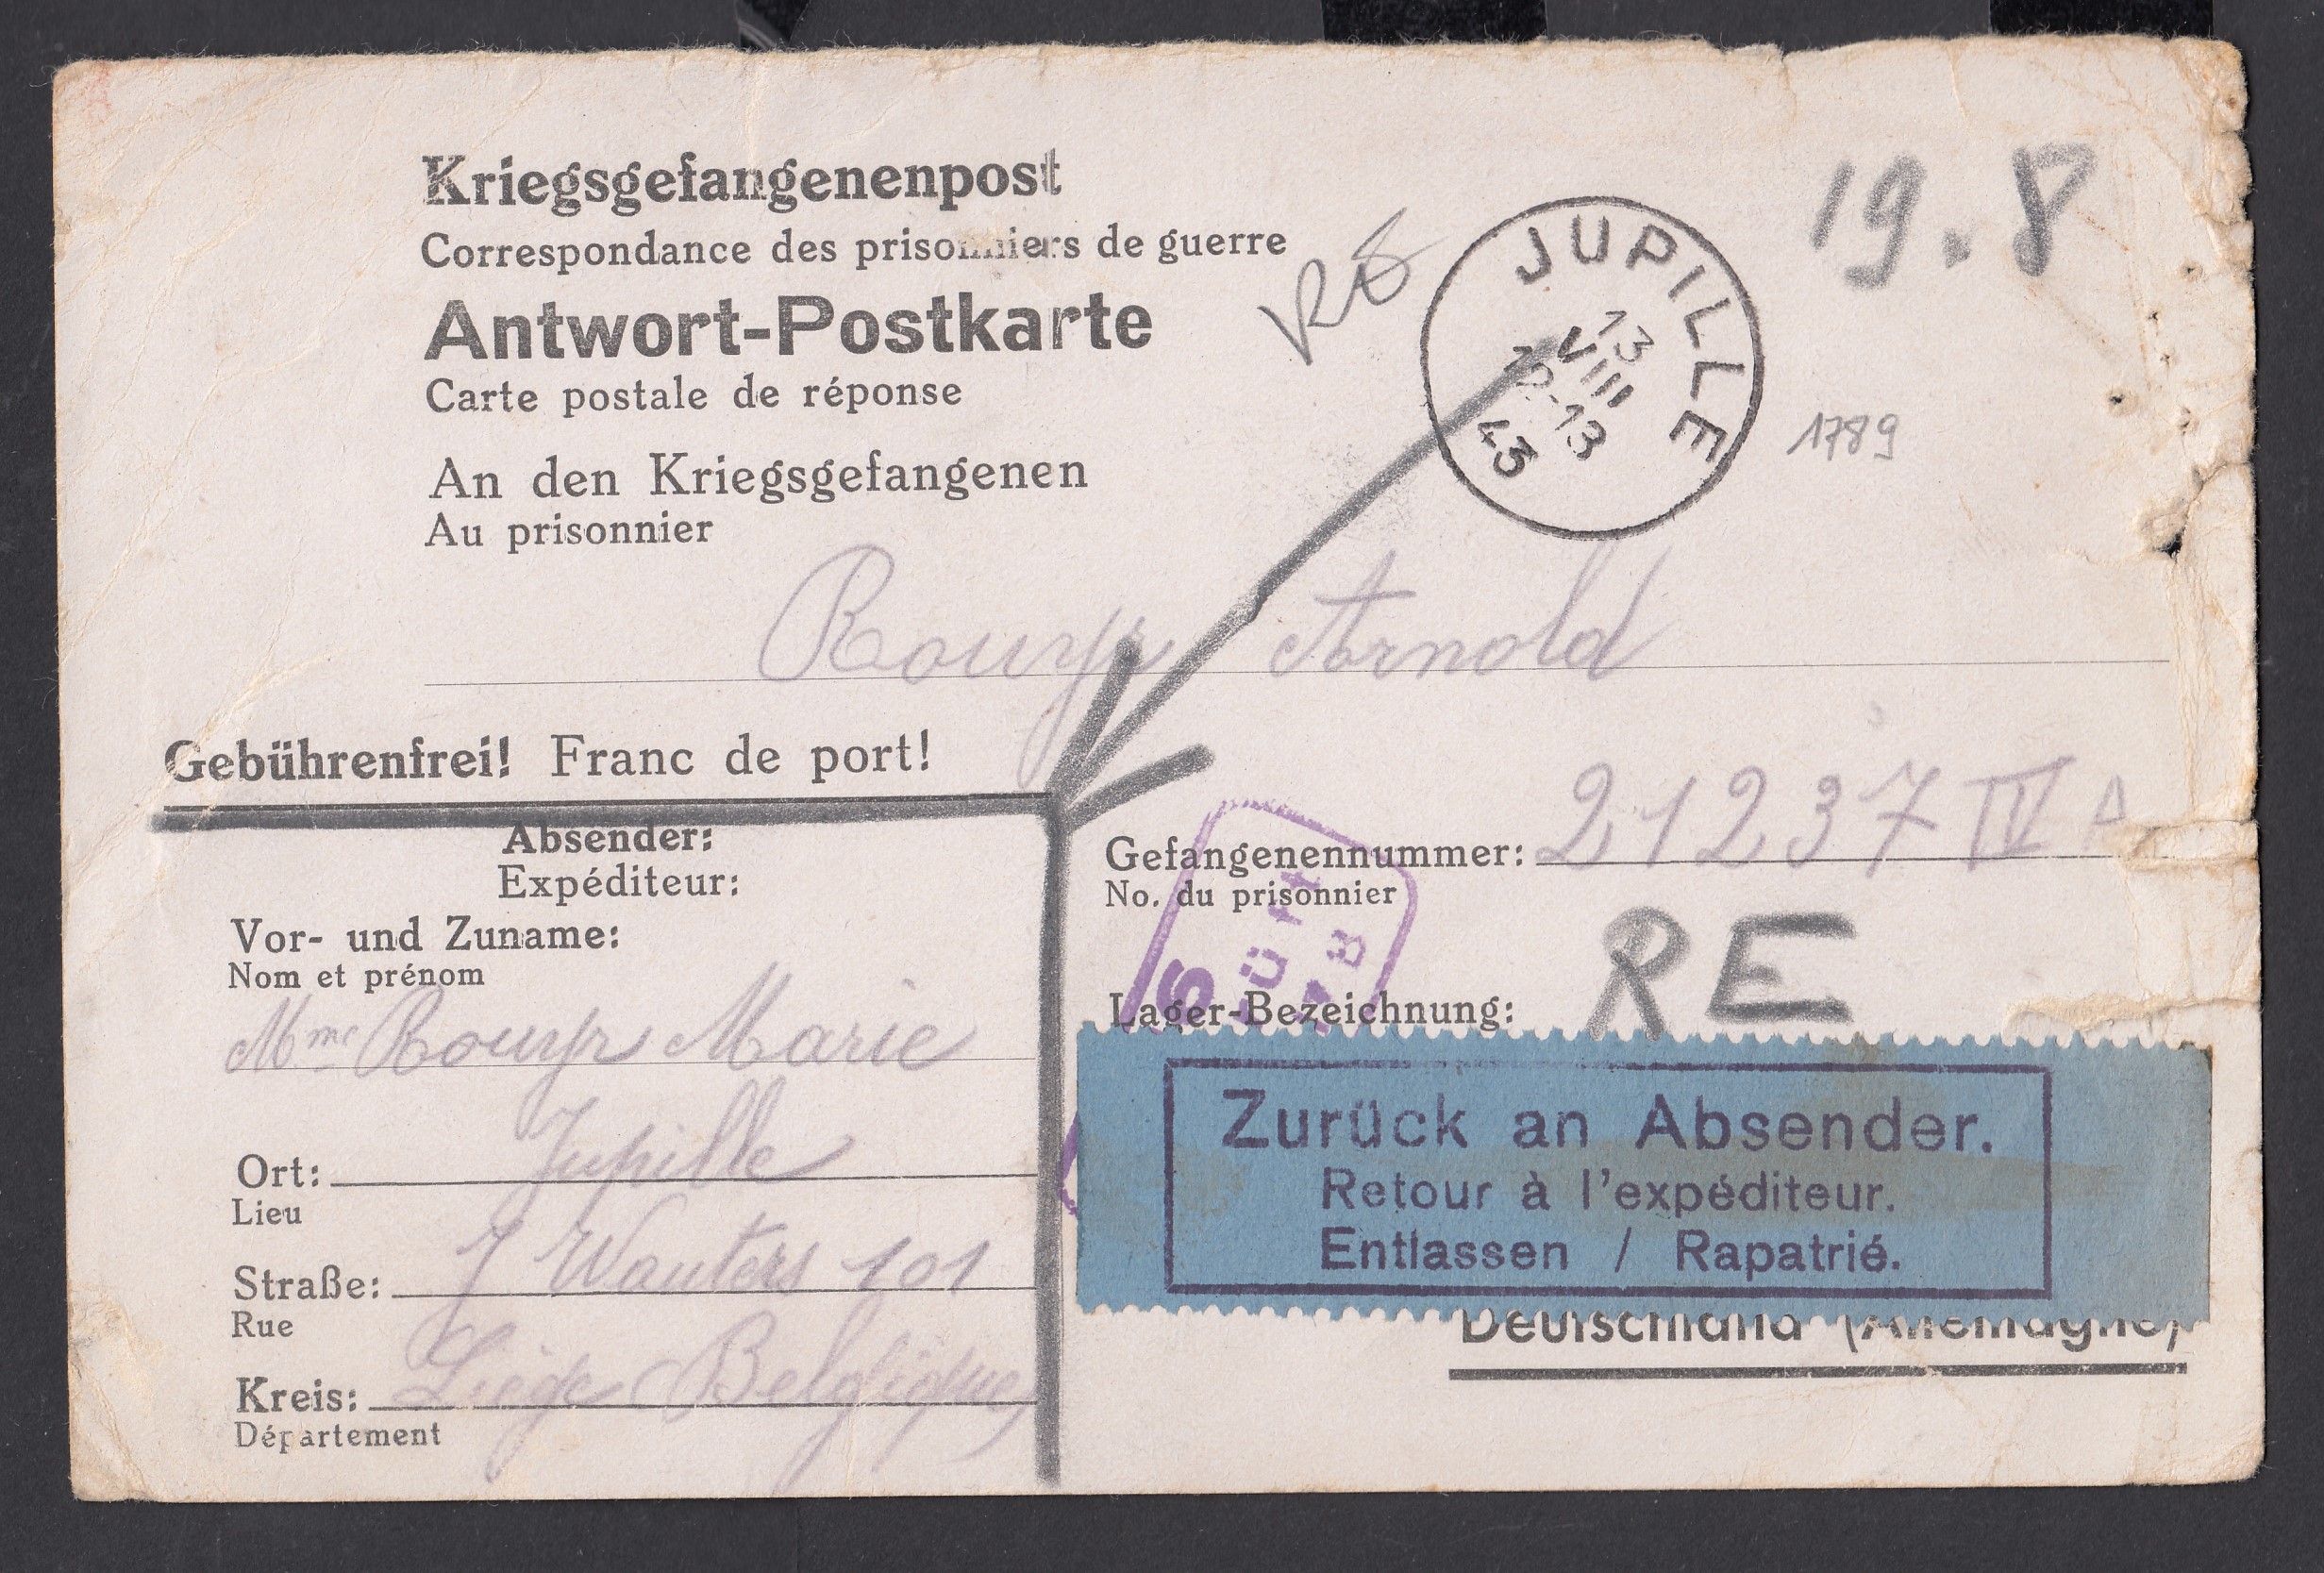 Kriegsgefangenenpost
Correspondance des prisonniers de guerre
Antwort-Postkarte
Carte postale de réponse
An den Kriegsgefangenen
Au prisonnier
19.8
JUPILLE
13
VIII
12-13
43
1789
Arnold
Gebührenfrei! Franc de port!
Absender:
Expéditeur:
Vor- und Zuname:
Nom et prénom
Mme Marie
Ort: Jupille
Lieu
Straße: J Wauters 101
Rue
Kreis: Liège Belgique
Département
Gefangenennummer: 21237 IV A
No. du prisonnier
RE
Lager-Bezeichnung:
Zurück an Absender.
Retour à l'expéditeur.
Entlassen / Rapatrié.
Deutschland (Allemagne)